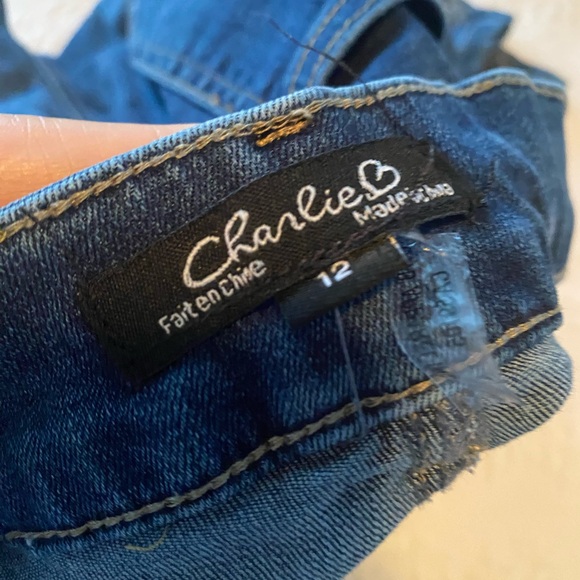 Charlie B
Fait en Chine
Made in China
12